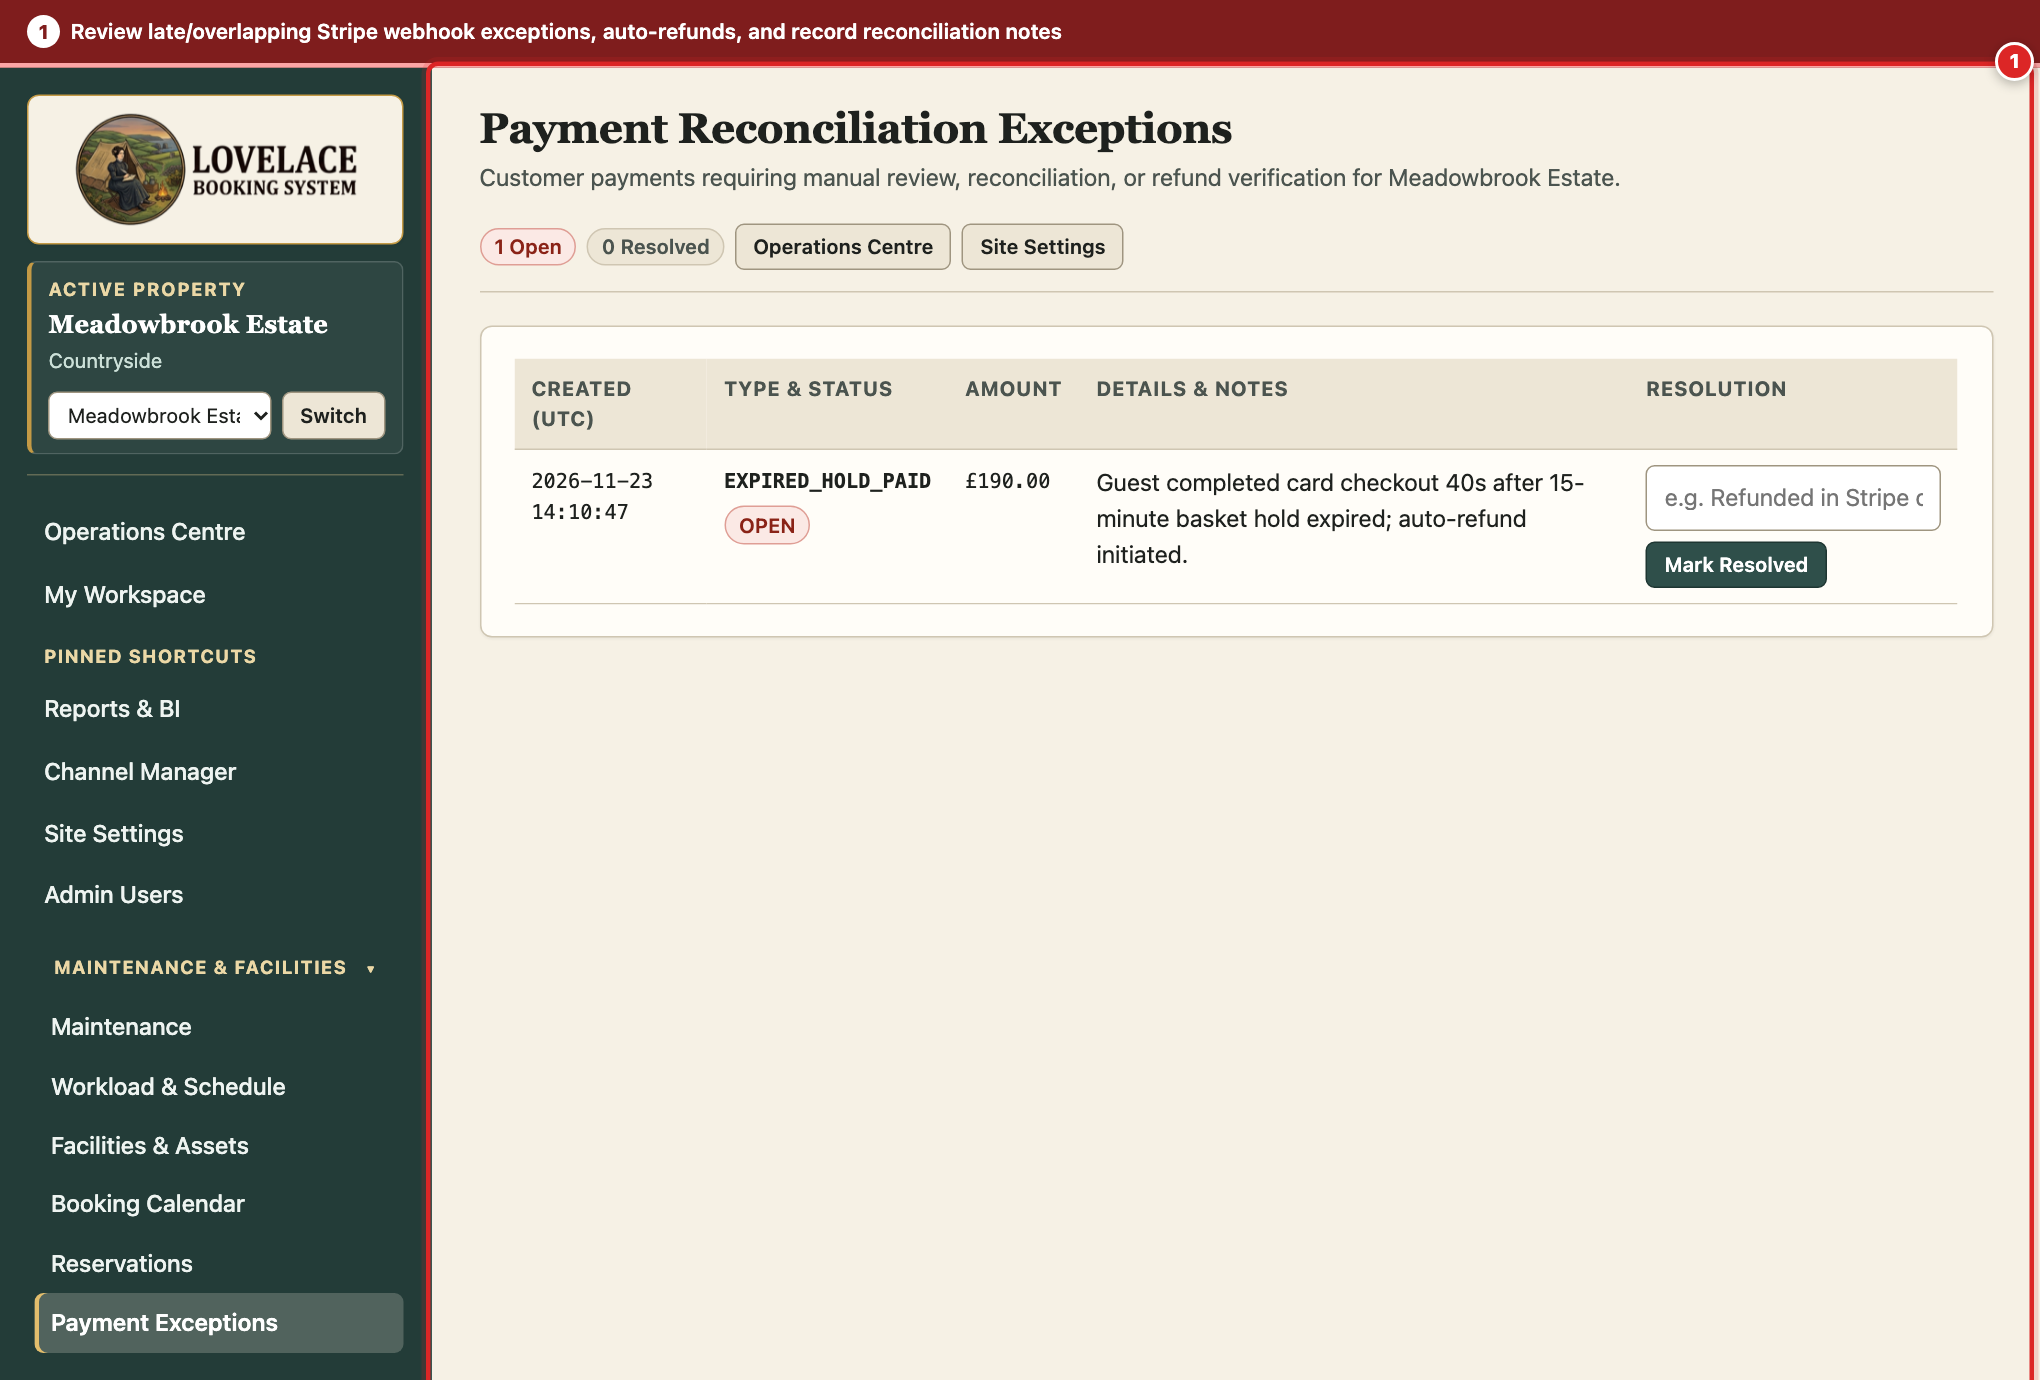 1 Review late/overlapping Stripe webhook exceptions, auto-refunds, and record reconciliation notes
1
LOVELACE
BOOKING SYSTEM
ACTIVE PROPERTY
Meadowbrook Estate
Countryside
Meadowbrook Esta
Switch
Operations Centre
My Workspace
PINNED SHORTCUTS
Reports & BI
Channel Manager
Site Settings
Admin Users
MAINTENANCE & FACILITIES ▾
Maintenance
Workload & Schedule
Facilities & Assets
Booking Calendar
Reservations
Payment Exceptions
Payment Reconciliation Exceptions
Customer payments requiring manual review, reconciliation, or refund verification for Meadowbrook Estate.
1 Open 0 Resolved Operations Centre Site Settings
CREATED (UTC) TYPE & STATUS AMOUNT DETAILS & NOTES RESOLUTION
2026-11-23
14:10:47
EXPIRED_HOLD_PAID
OPEN
£190.00
Guest completed card checkout 40s after 15-
minute basket hold expired; auto-refund
initiated.
e.g. Refunded in Stripe
Mark Resolved